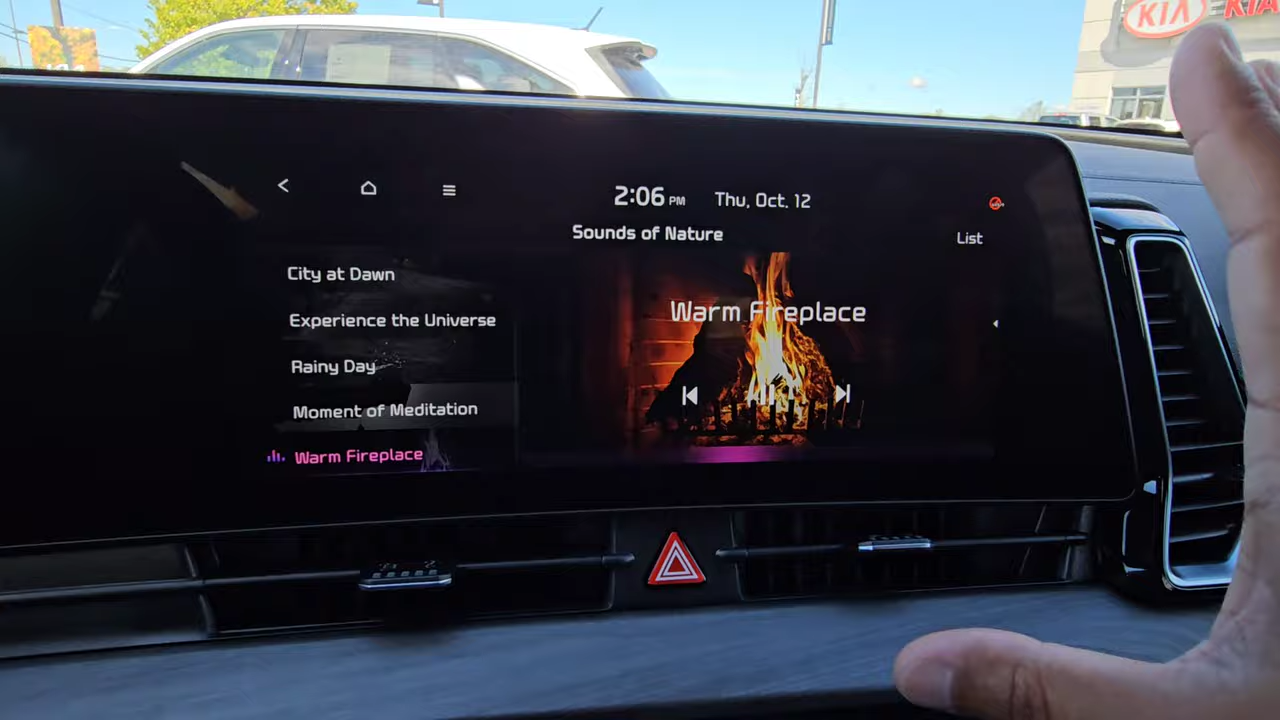 KIA
KIA
2:06 PM Thu, Oct. 12
Sounds of Nature
List
City at Dawn
Experience the Universe
Rainy Day
Moment of Meditation
Warm Fireplace
Warm Fireplace